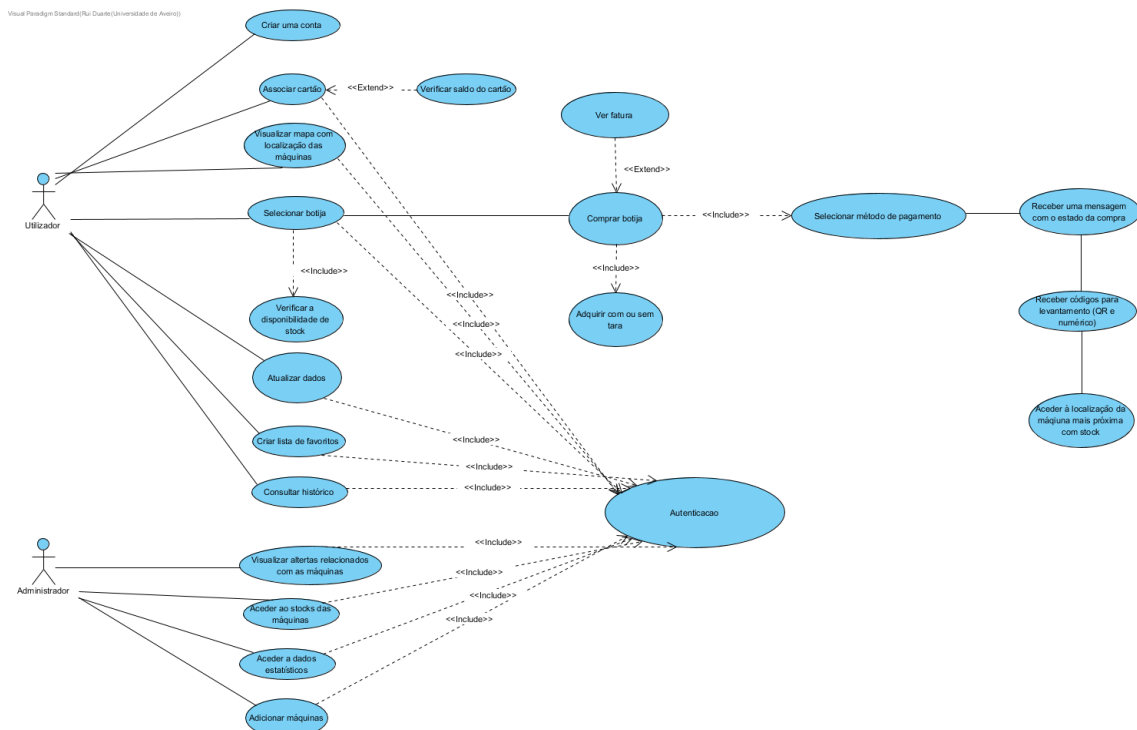 Visual Paradigm Standard(Rui Duarte(Universidade de Aveiro))
Criar uma conta
Associar cartão
<<Extend>>
Verificar saldo do cartão
Ver fatura
Visualizar mapa com
localização das
máquinas
<<Extend>>
Utilizador
Selecionar botija
Comprar botija
<<Include>>
Selecionar método de pagamento
Receber uma mensagem
com o estado da compra
<<Include>>
<<Include>>
<<Include>>
<<Include>>
<<Include>>
Verificar a
disponibilidade de
stock
Adquirir com ou sem
tara
Receber códigos para
levantamento (QR e
numérico)
Atualizar dados
Aceder à localização da
máqiuna mais próxima
com stock
Criar lista de favoritos
<<Include>>
<<Include>>
Consultar histórico
<<Include>>
Autenticacao
Administrador
Visualizar altertas relacionados
com as máquinas
<<Include>>
Aceder ao stocks das
máquinas
<<Include>>
Aceder a dados
estatísticos
<<Include>>
Adicionar máquinas
<<Include>>